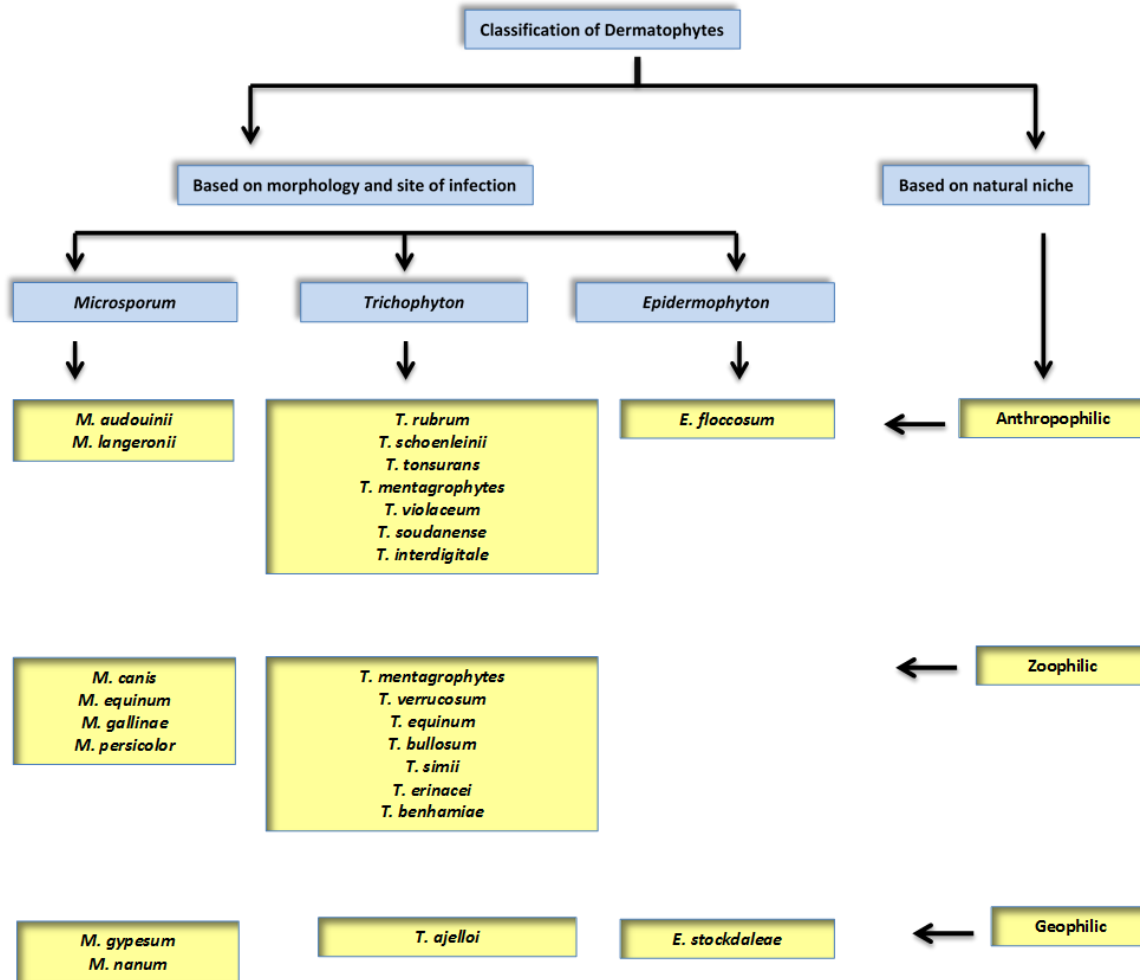 Classification of Dermatophytes
Based on morphology and site of infection
Based on natural niche
Microsporum
Trichophyton
Epidermophyton
M. audouinii
M. langeronii
T. rubrum
T. schoenleinii
T. tonsurans
T. mentagrophytes
T. violaceum
T. soudanense
T. interdigitale
E. floccosum
Anthropophilic
M. canis
M. equinum
M. gallinae
M. persicolor
T. mentagrophytes
T. verrucosum
T. equinum
T. bullosum
T. simii
T. erinacei
T. benhamiae
Zoophilic
M. gypesum
M. nanum
T. ajelloi
E. stockdaleae
Geophilic